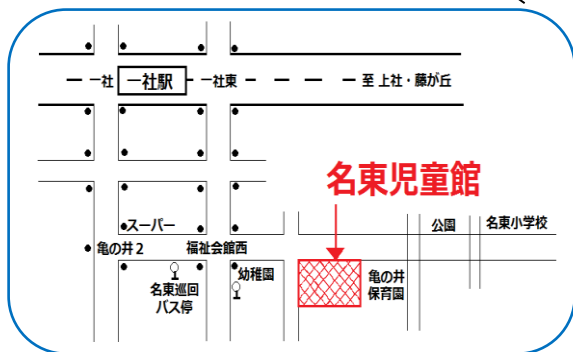 一社
一社駅
一社東
至 上社・藤が丘
名東児童館
スーパー
公園
名東小学校
亀の井2
福祉会館西
名東巡回
バス停
幼稚園
亀の井
保育園